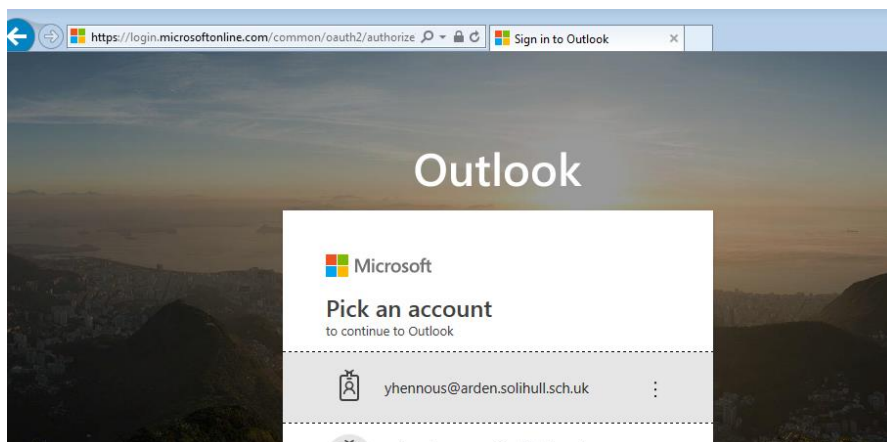 https://login.microsoftonline.com/common/oauth2/authorize
Sign in to Outlook
Outlook
Microsoft
Pick an account
to continue to Outlook
yhennous@arden.solihull.sch.uk